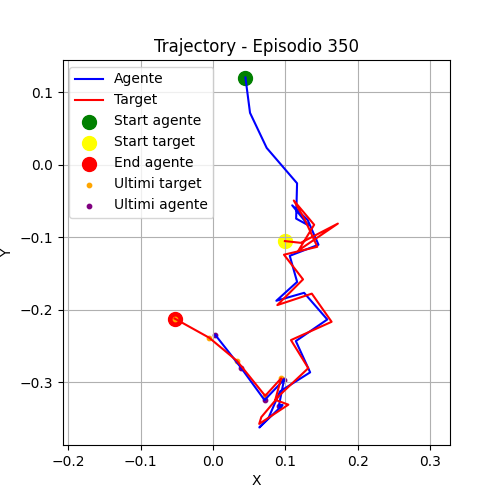 Trajectory - Episodio 350
Agente
Target
Start agente
Start target
End agente
Ultimi target
Ultimi agente
0.1
0.0
−0.1
−0.2
−0.3
Y
−0.2 −0.1 0.0 0.1 0.2 0.3
X